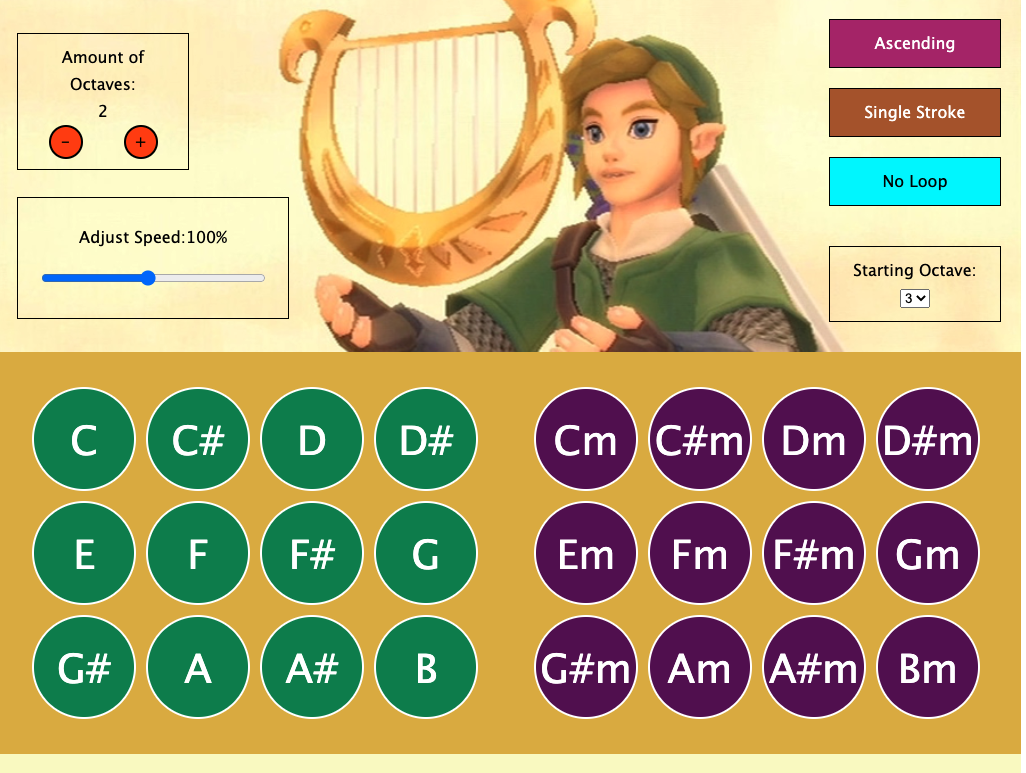 Amount of
Octaves:
2
-
+
Adjust Speed:100%
Ascending
Single Stroke
No Loop
Starting Octave:
3
C C# D D#
E F F# G
G# A A# B
Cm C#m Dm D#m
Em Fm F#m Gm
G#m Am A#m Bm